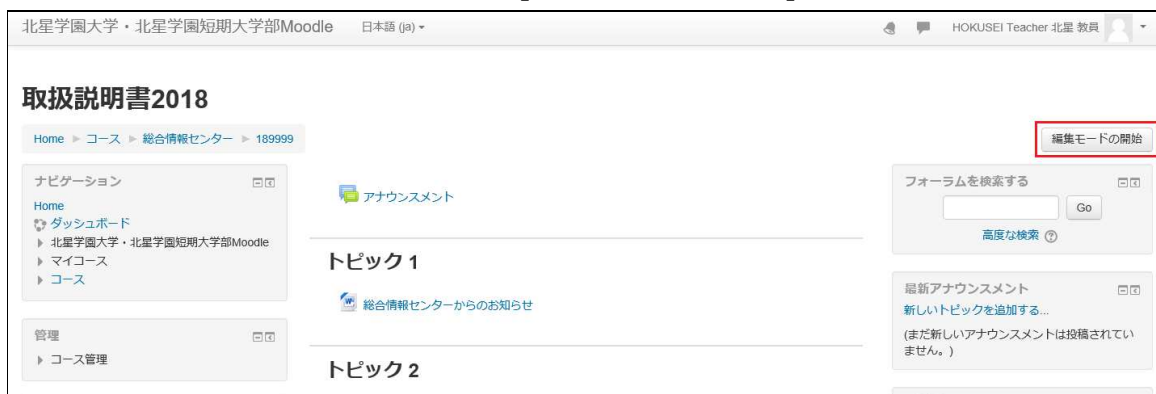 北星学園大学・北星学園短期大学部Moodle 日本語 (ja)
HOKUSEI Teacher 北星 教員
取扱説明書2018
Home ▶ コース ▶ 総合情報センター ▶ 189999
編集モードの開始
ナビゲーション
Home
ダッシュボード
北星学園大学・北星学園短期大学部Moodle
マイコース
コース
管理
コース管理
アナウンスメント
トピック 1
総合情報センターからのお知らせ
トピック 2
フォーラムを検索する
Go
高度な検索
最新アナウンスメント
新しいトピックを追加する...
(まだ新しいアナウンスメントは投稿されてい
ません。)